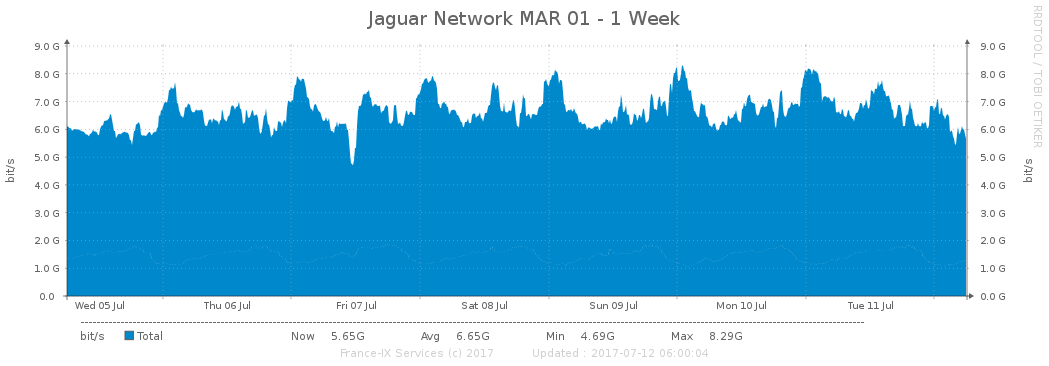 Jaguar Network MAR 01 - 1 Week
RRDTOOL / TOBI OETIKER
bit/s
bit/s
9.0 G 9.0 G
8.0 G 8.0 G
7.0 G 7.0 G
6.0 G 6.0 G
5.0 G 5.0 G
4.0 G 4.0 G
3.0 G 3.0 G
2.0 G 2.0 G
1.0 G 1.0 G
0.0 0.0 G
Wed 05 Jul Thu 06 Jul Fri 07 Jul Sat 08 Jul Sun 09 Jul Mon 10 Jul Tue 11 Jul
bit/s Total Now 5.65G Avg 6.65G Min 4.69G Max 8.29G
France-IX Services (c) 2017 Updated : 2017-07-12 06:00:04